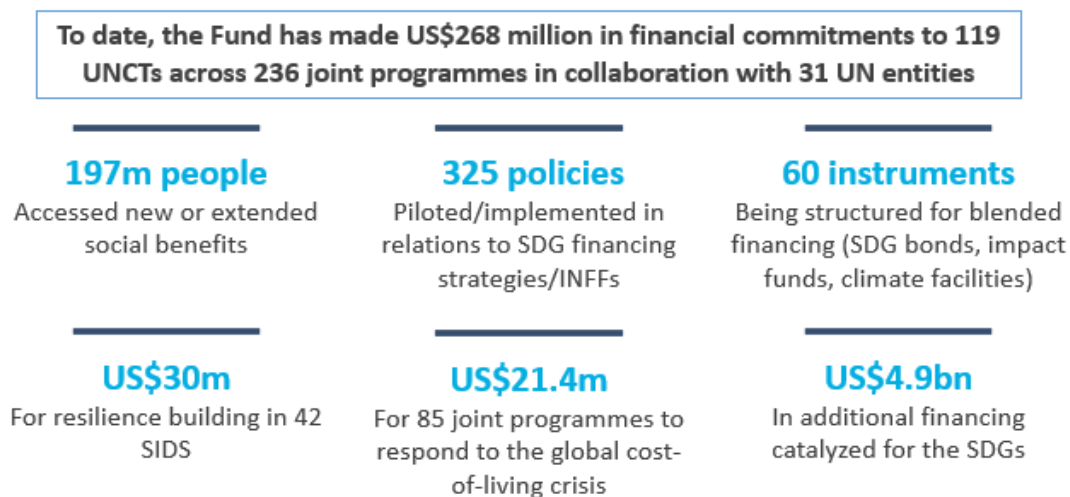 To date, the Fund has made US$268 million in financial commitments to 119
UNCTs across 236 joint programmes in collaboration with 31 UN entities
197m people
Accessed new or extended
social benefits
325 policies
Piloted/implemented in
relations to SDG financing
strategies/INFFs
60 instruments
Being structured for blended
financing (SDG bonds, impact
funds, climate facilities)
US$30m
For resilience building in 42
SIDS
US$21.4m
For 85 joint programmes to
respond to the global cost-
of-living crisis
US$4.9bn
In additional financing
catalyzed for the SDGs